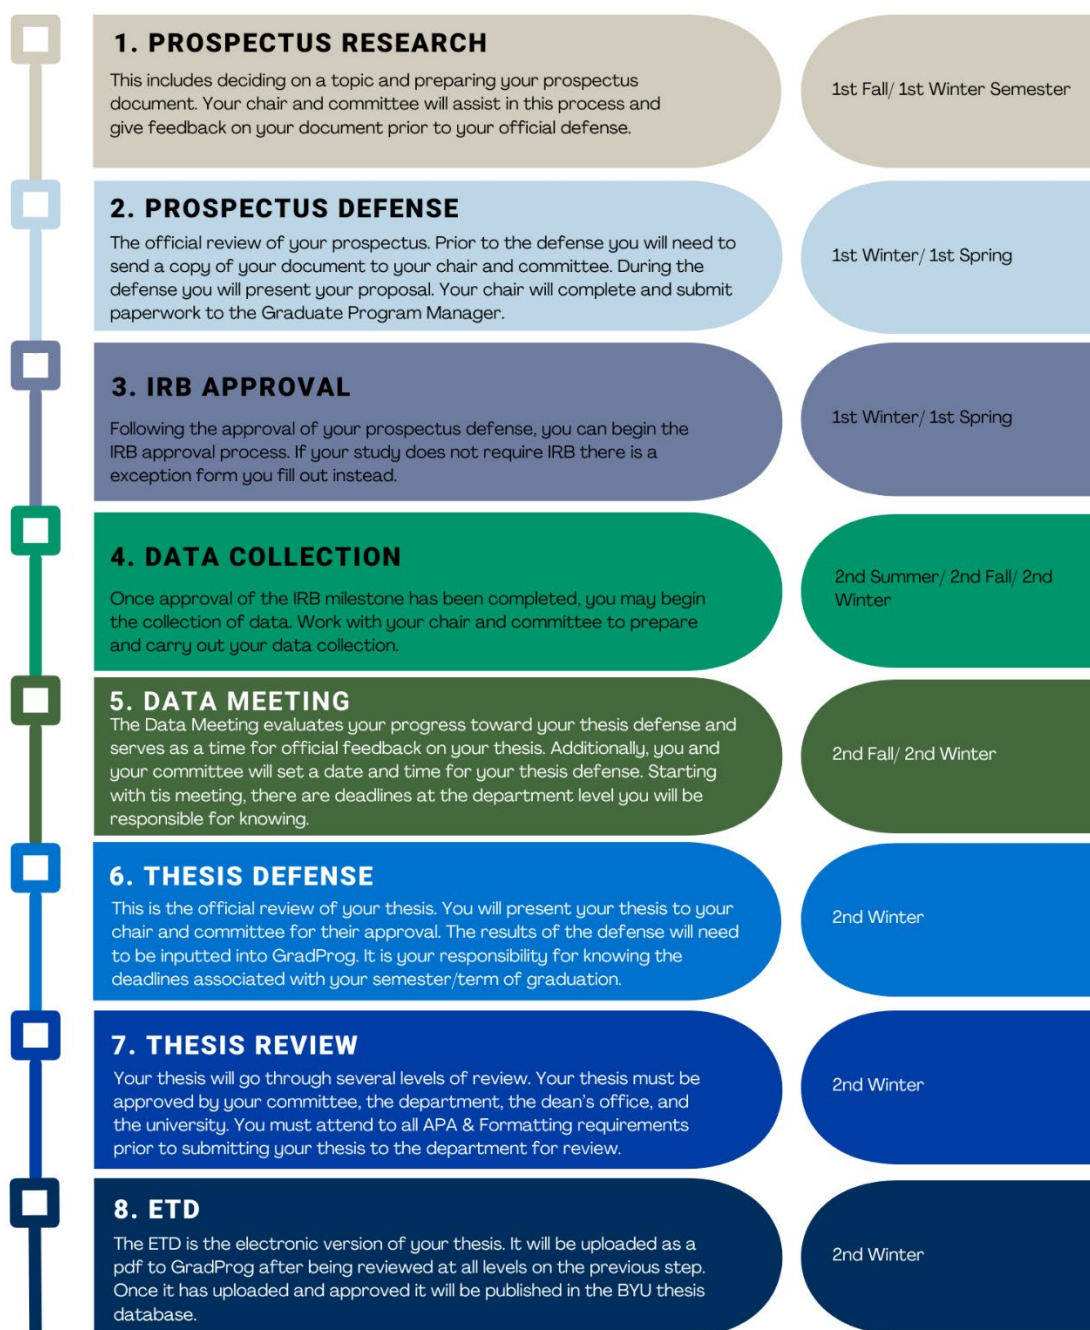 1. PROSPECTUS RESEARCH
This includes deciding on a topic and preparing your prospectus
document. Your chair and committee will assist in this process and
give feedback on your document prior to your official defense.
1st Fall/ 1st Winter Semester
2. PROSPECTUS DEFENSE
The official review of your prospectus. Prior to the defense you will need to
send a copy of your document to your chair and committee. During the
defense you will present your proposal. Your chair will complete and submit
paperwork to the Graduate Program Manager.
1st Winter/ 1st Spring
3. IRB APPROVAL
Following the approval of your prospectus defense, you can begin the
IRB approval process. If your study does not require IRB there is a
exception form you fill out instead.
1st Winter/ 1st Spring
4. DATA COLLECTION
Once approval of the IRB milestone has been completed, you may begin
the collection of data. Work with your chair and committee to prepare
and carry out your data collection.
2nd Summer/ 2nd Fall/ 2nd
Winter
5. DATA MEETING
The Data Meeting evaluates your progress toward your thesis defense and
serves as a time for official feedback on your thesis. Additionally, you and
your committee will set a date and time for your thesis defense. Starting
with tis meeting, there are deadlines at the department level you will be
responsible for knowing.
2nd Fall/ 2nd Winter
6. THESIS DEFENSE
This is the official review of your thesis. You will present your thesis to your
chair and committee for their approval. The results of the defense will need
to be inputted into GradProg. It is your responsibility for knowing the
deadlines associated with your semester/term of graduation.
2nd Winter
7. THESIS REVIEW
Your thesis will go through several levels of review. Your thesis must be
approved by your committee, the department, the dean's office, and
the university. You must attend to all APA & Formatting requirements
prior to submitting your thesis to the department for review.
2nd Winter
8. ETD
The ETD is the electronic version of your thesis. It will be uploaded as a
pdf to GradProg after being reviewed at all levels on the previous step.
Once it has uploaded and approved it will be published in the BYU thesis
database.
2nd Winter